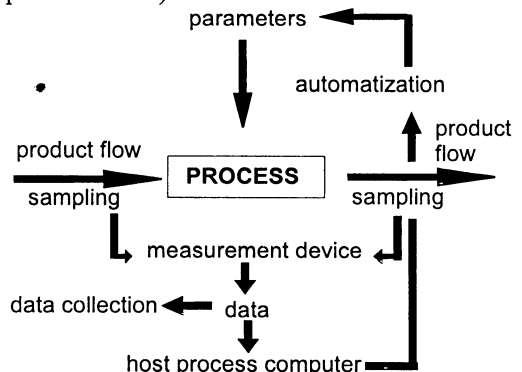 parameters
automatization
product flow
product
flow
PROCESS
sampling
sampling
measurement device
data collection
data
host process computer